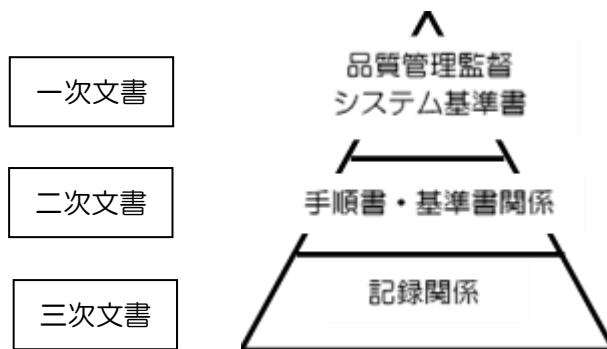 一次文書
品質管理監督
システム基準書
二次文書
手順書・基準書関係
三次文書
記録関係